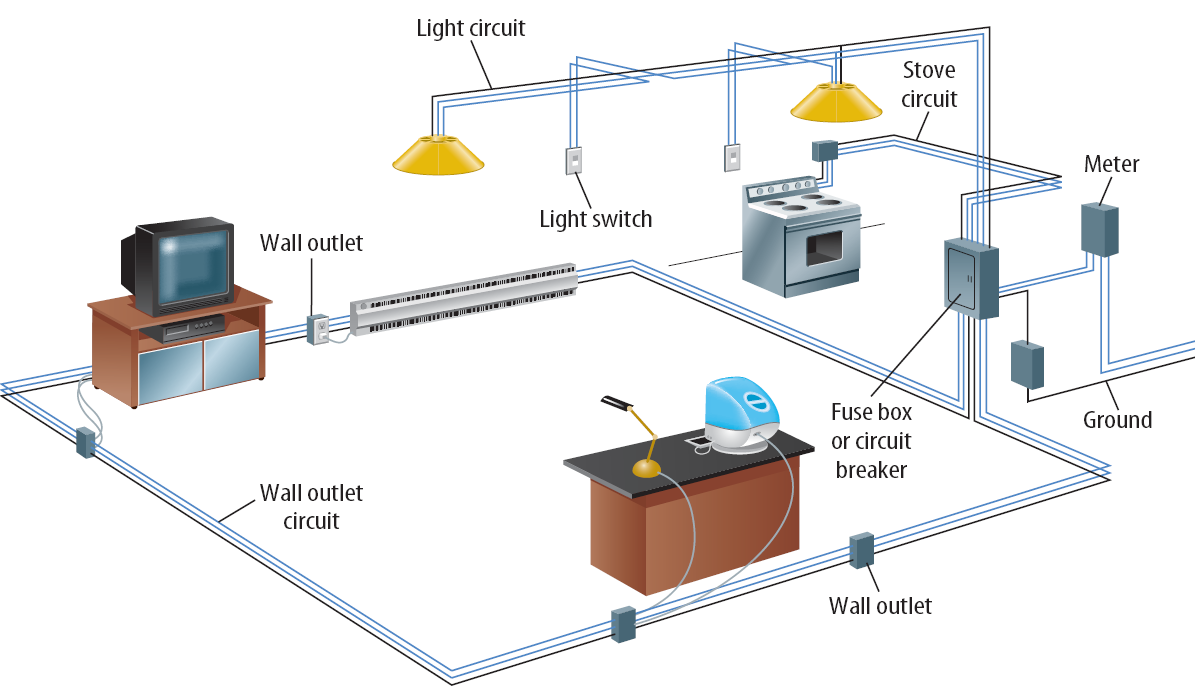 Light circuit
Stove
circuit
Meter
Light switch
Wall outlet
Fuse box
or circuit
breaker
Ground
Wall outlet
circuit
Wall outlet